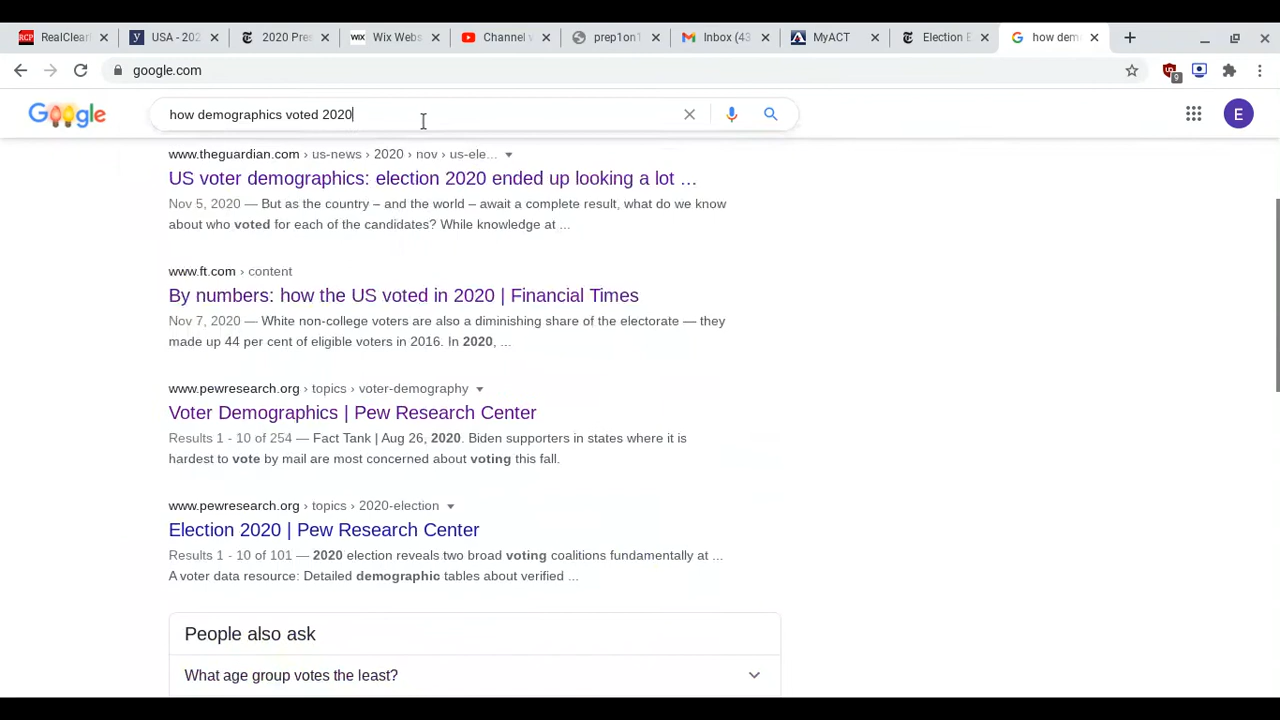 RealClear
USA - 202
2020 Pres
WIX Wix Webs
Channel v
prep1on1
Inbox (43
MyACT
Election E
how dem
google.com
9
Google
how demographics voted 2020
E
www.theguardian.com › us-news › 2020 › nov › us-ele...
US voter demographics: election 2020 ended up looking a lot ...
Nov 5, 2020 — But as the country – and the world – await a complete result, what do we know
about who voted for each of the candidates? While knowledge at ...
www.ft.com › content
By numbers: how the US voted in 2020 | Financial Times
Nov 7, 2020 — White non-college voters are also a diminishing share of the electorate — they
made up 44 per cent of eligible voters in 2016. In 2020, ...
www.pewresearch.org › topics › voter-demography
Voter Demographics | Pew Research Center
Results 1 - 10 of 254 — Fact Tank | Aug 26, 2020. Biden supporters in states where it is
hardest to vote by mail are most concerned about voting this fall.
www.pewresearch.org › topics › 2020-election
Election 2020 | Pew Research Center
Results 1 - 10 of 101 — 2020 election reveals two broad voting coalitions fundamentally at ...
A voter data resource: Detailed demographic tables about verified ...
People also ask
What age group votes the least?